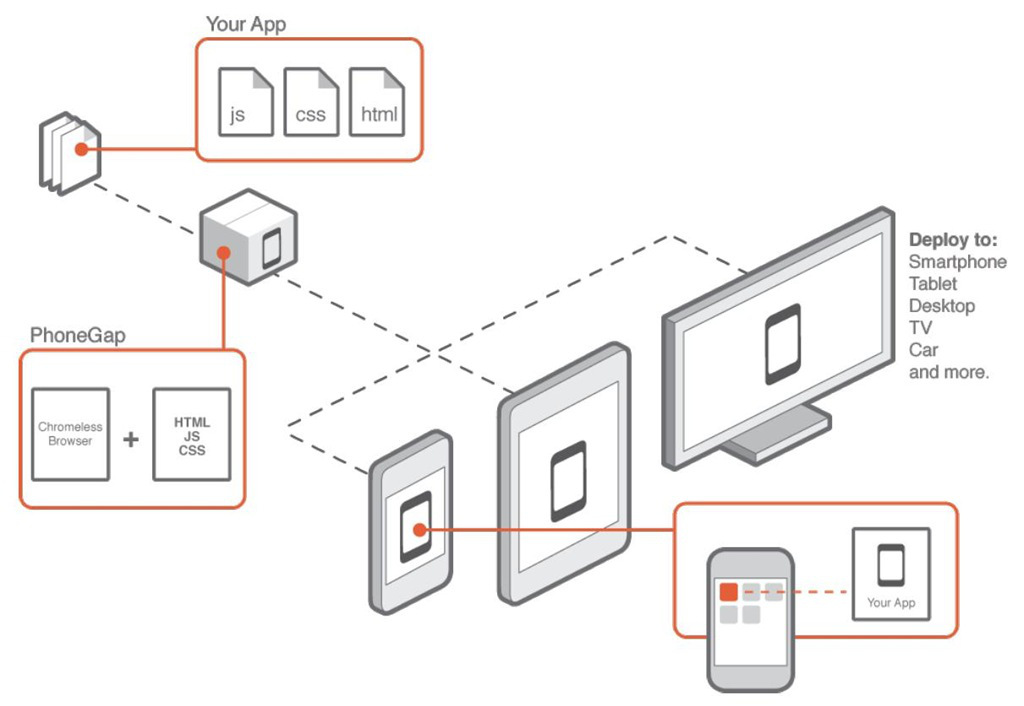 Your App
js
css
html
PhoneGap
Chromeless
Browser
+
HTML
JS
CSS
Deploy to:
Smartphone
Tablet
Desktop
TV
Car
and more.
Your App